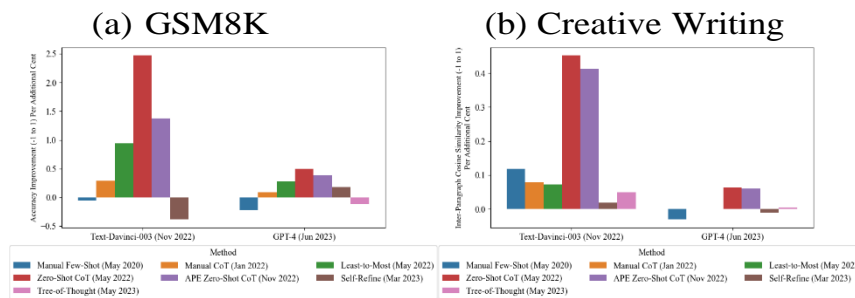 (a) GSM8K
Accuracy Improvement (-1 to 1) Per Additional Cent
2.5
2.0
1.5
1.0
0.5
0.0
−0.5
Text-Davinci-003 (Nov 2022)
GPT-4 (Jun 2023)
Method
Manual Few-Shot (May 2020)
Manual CoT (Jan 2022)
Least-to-Most (May 2022)
Zero-Shot CoT (May 2022)
APE Zero-Shot CoT (Nov 2022)
Self-Refine (Mar 2023)
Tree-of-Thought (May 2023)
(b) Creative Writing
Inter-Paragraph Cosine Similarity Improvement (-1 to 1)
Per Additional Cent
0.4
0.3
0.2
0.1
0.0
Text-Davinci-003 (Nov 2022)
GPT-4 (Jun 2023)
Method
Manual Few-Shot (May 2020)
Manual CoT (Jan 2022)
Least-to-Most (May 2022)
Zero-Shot CoT (May 2022)
APE Zero-Shot CoT (Nov 2022)
Self-Refine (Mar 2023)
Tree-of-Thought (May 2023)